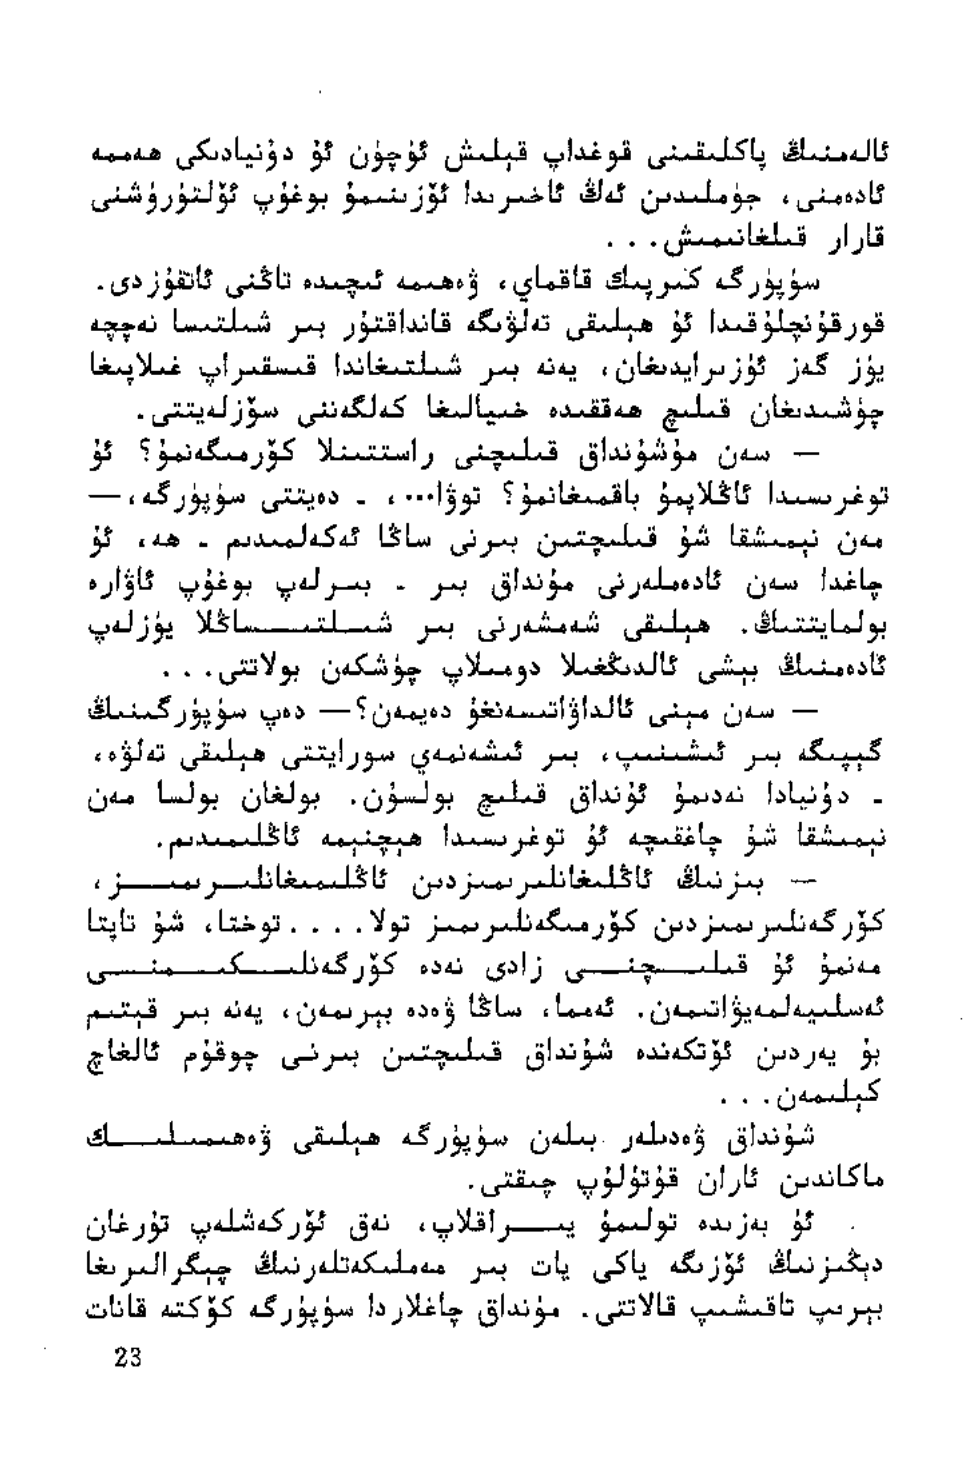 ئالەمنىڭ پاكلىقىنى قوغداپ قېلىش ئۈچۈن ئۇ دۇنيادىكى ھەممە
ئادەمنى، جۈملىدىن ئەڭ ئاخىرىدا ئۆزىنىمۇ بوغۇپ ئۆلتۈرۈشنى
قارار قىلغانىمىش. . .
سۈپۈرگە كىرپىك قاقماي، ۋەھىمە ئىچىدە تاڭنى ئاتقۇزدى.
قورقۇنچلۇقىدا ئۇ ھېلىقى تەلۋىگە قانداقتۇر بىر شىلتىسا نەچچە
يۈز گەز ئۇزىرايدىغان، يەنە بىر شىلتىغاندا قىسقىراپ غىلاپىغا
چۈشىدىغان قىلىچ ھەققىدە خىيالىغا كەلگەننى سۆزلەيتتى.
— سەن مۇشۇنداق قىلىچنى راستتىنلا كۆرمىگەنمۇ؟ ئۇ
توغرىسىدا ئاڭلاپمۇ باقمىغانمۇ؟ توۋا...، ـ دەيتتى سۈپۈرگە، —
مەن نېمىشقا شۇ قىلىچتىن بىرنى ساڭا ئەكەلمىدىم ـ ھە، ئۇ
چاغدا سەن ئادەملەرنى مۇنداق بىر ـ بىرلەپ بوغۇپ ئاۋارە
بولمايتتىڭ. ھېلىقى شەمشەرنى بىر شىلتىساڭلا يۈزلەپ
ئادەمنىڭ بېشى ئالدىڭغىلا دومىلاپ چۈشكەن بولاتتى. . .
— سەن مېنى ئالداۋاتىسەنغۇ دەيمەن؟ — دەپ سۈپۈرگىنىڭ
گېپىگە بىر ئىشىنىپ، بىر ئىشەنمەي سورايتتى ھېلىقى تەلۋە،
ـ دۇنيادا نەدىمۇ ئۇنداق قىلىچ بولسۇن. بولغان بولسا مەن
نېمىشقا شۇ چاغقىچە ئۇ توغرىسىدا ھېچنېمە ئاڭلىمىدىم.
— بىزنىڭ ئاڭلىغانلىرىمىزدىن ئاڭلىمىغانلىرىمىز،
كۆرگەنلىرىمىزدىن كۆرمىگەنلىرىمىز تولا. . . . توختا، شۇ تاپتا
مەنمۇ ئۇ قىلىچنى زادى نەدە كۆرگەنلىكىمنى
ئەسلىيەلمەيۋاتىمەن. ئەمما، ساڭا ۋەدە بېرىمەن، يەنە بىر قېتىم
بۇ يەردىن ئۆتكەندە شۇنداق قىلىچتىن بىرنى چوقۇم ئالغاچ
كېلىمەن. . .
شۇنداق ۋەدىلەر بىلەن سۈپۈرگە ھېلىقى ۋەھىمىلىك
ماكاندىن ئاران قۇتۇلۇپ چىقتى.
ئۇ بەزىدە تولىمۇ يىراقلاپ، نەق ئۆركەشلەپ تۇرغان
دېڭىزنىڭ ئۆزىگە ياكى يات بىر مەملىكەتلەرنىڭ چېگرالىرىغا
بېرىپ تاقىشىپ قالاتتى. مۇنداق چاغلاردا سۈپۈرگە كۆكتە قانات
23